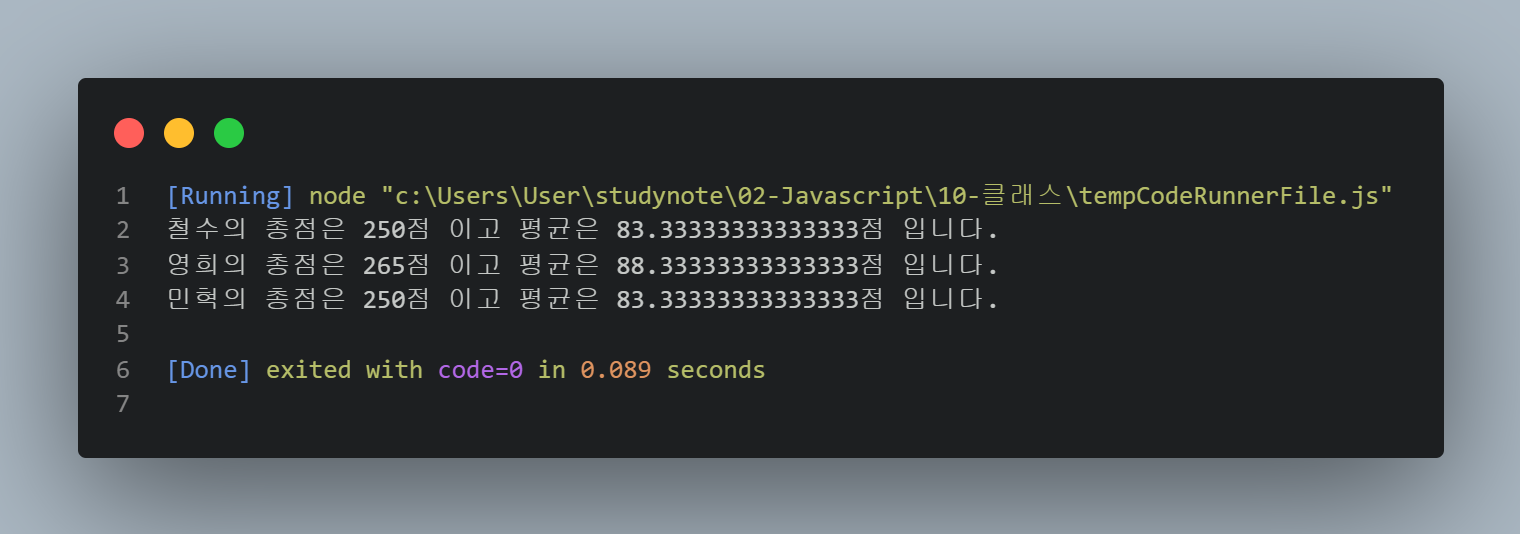 1 [Running] node "c:\Users\User\studynote\02-Javascript\10-클래스\tempCodeRunnerFile.js"
2 철수의 총점은 250점 이고 평균은 83.33333333333333점 입니다.
3 영희의 총점은 265점 이고 평균은 88.33333333333333점 입니다.
4 민혁의 총점은 250점 이고 평균은 83.33333333333333점 입니다.
5
6 [Done] exited with code=0 in 0.089 seconds
7